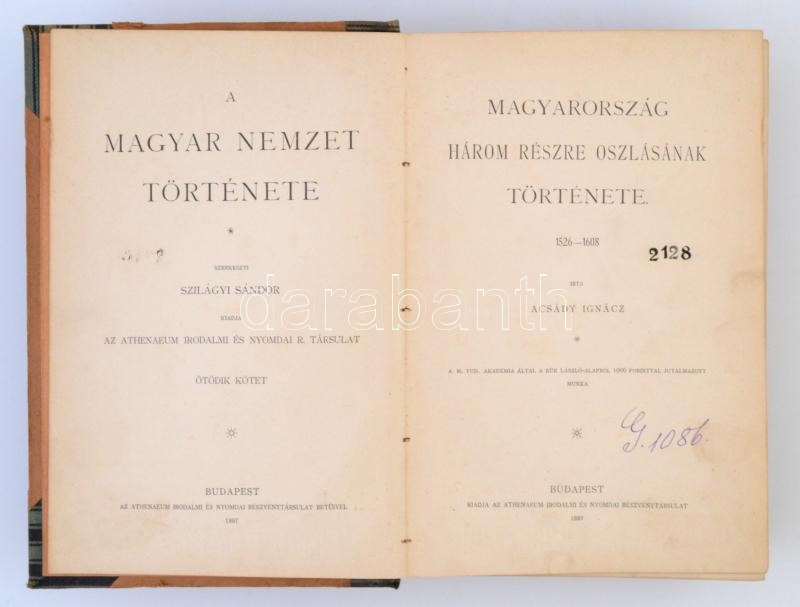 A
MAGYAR NEMZET
TÖRTÉNETE
SZERKESZTI
SZILÁGYI SÁNDOR
KIADJA
AZ ATHENAEUM IRODALMI ÉS NYOMDAI R. TÁRSULAT
ÖTÖDIK KÖTET
BUDAPEST
AZ ATHENAEUM IRODALMI ÉS NYOMDAI RÉSZVÉNYTÁRSULAT BETŰIVEL
1897
MAGYARORSZÁG
HÁROM RÉSZRE OSZLÁSÁNAK
TÖRTÉNETE.
1526—1608
2128
IRTA
ACSÁDY IGNÁCZ
A M. TUD. AKADÉMIA ÁLTAL A BÜK LÁSZLÓ-ALAPBÓL 1000 FORINTTAL JUTALMAZOTT
MUNKA
G. 1086.
BUDAPEST
KIADJA AZ ATHENAEUM IRODALMI ÉS NYOMDAI RÉSZVÉNYTÁRSULAT
1897
darabanth